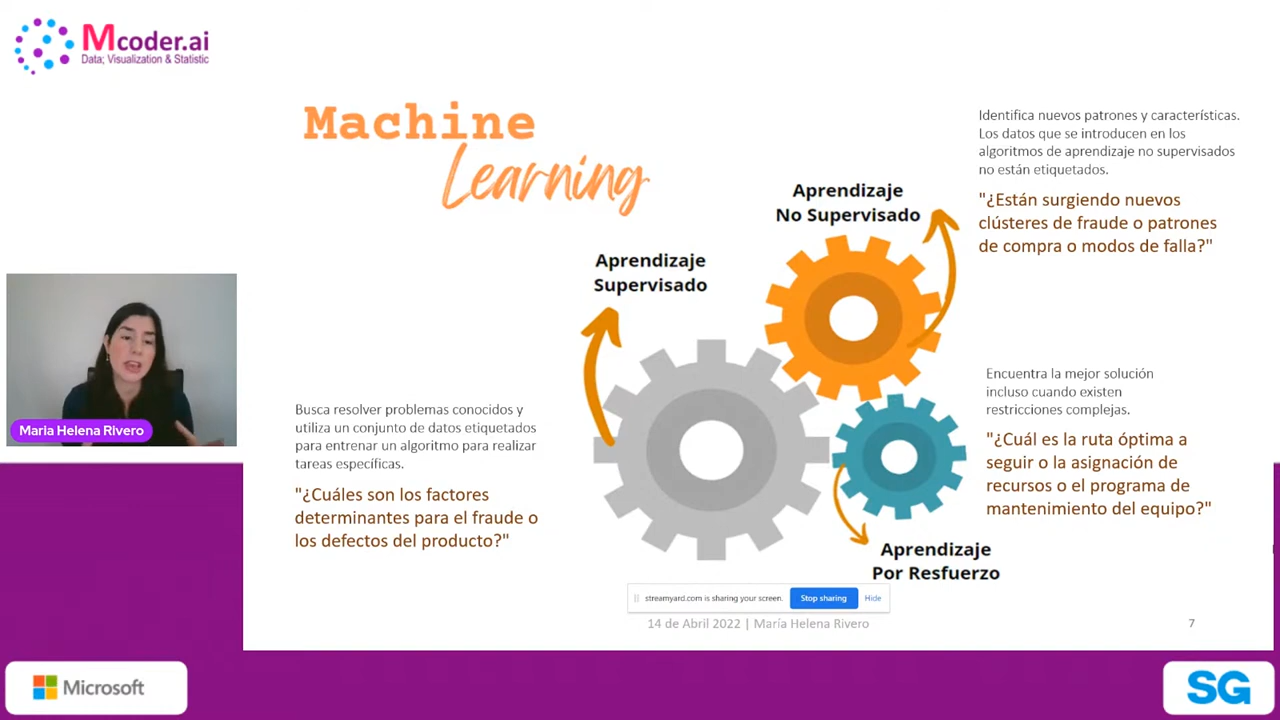 Mcoder.ai
Data; Visualization & Statistic
Machine
Learning
Identifica nuevos patrones y características.
Los datos que se introducen en los
algoritmos de aprendizaje no supervisados
no están etiquetados.
"¿Están surgiendo nuevos
clústeres de fraude o patrones
de compra o modos de falla?"
Aprendizaje
No Supervisado
Aprendizaje
Supervisado
Maria Helena Rivero
Busca resolver problemas conocidos y
utiliza un conjunto de datos etiquetados
para entrenar un algoritmo para realizar
tareas específicas.
"¿Cuáles son los factores
determinantes para el fraude o
los defectos del producto?"
Encuentra la mejor solución
incluso cuando existen
restricciones complejas.
"¿Cuál es la ruta óptima a
seguir o la asignación de
recursos o el programa de
mantenimiento del equipo?"
Aprendizaje
Por Resfuerzo
streamyard.com is sharing your screen.
Stop sharing
Hide
14 de Abril 2022 | María Helena Rivero
7
Microsoft
SG